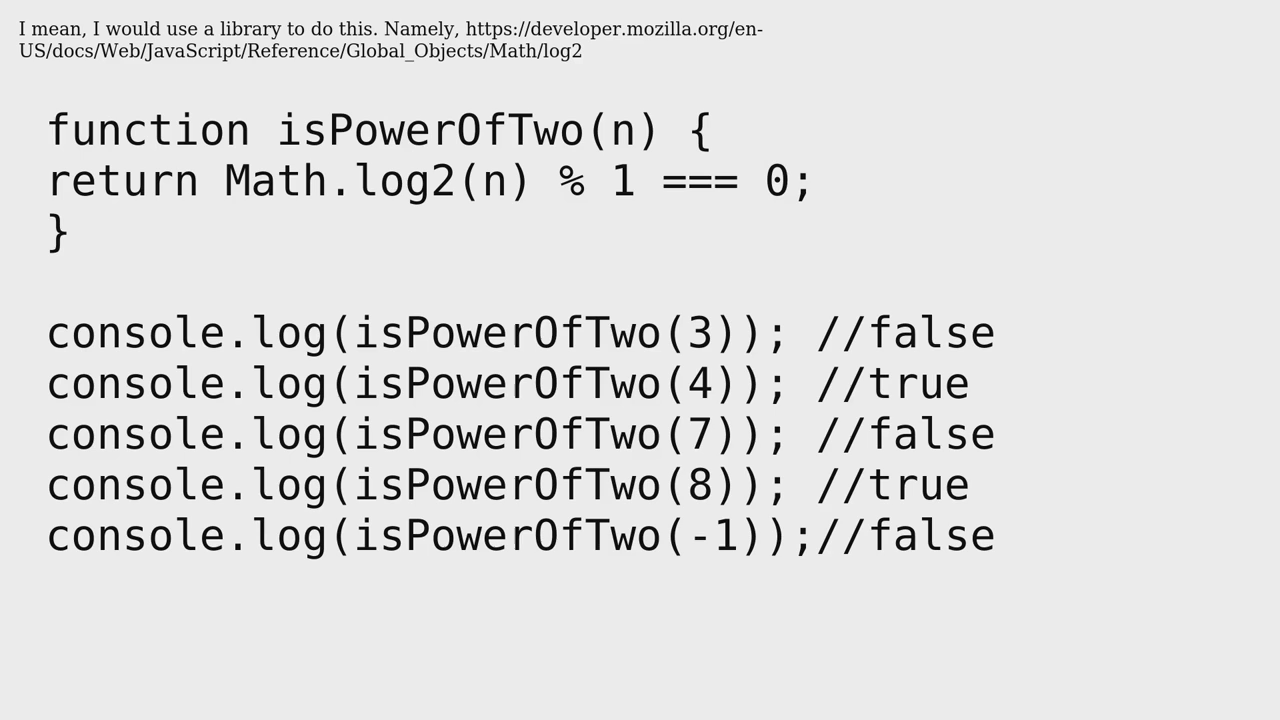 I mean, I would use a library to do this. Namely, https://developer.mozilla.org/en-
US/docs/Web/JavaScript/Reference/Global_Objects/Math/log2
function isPowerOfTwo(n) {
return Math.log2(n) % 1 === 0;
}
console.log(isPowerOfTwo(3)); //false
console.log(isPowerOfTwo(4)); //true
console.log(isPowerOfTwo(7)); //false
console.log(isPowerOfTwo(8)); //true
console.log(isPowerOfTwo(-1));//false